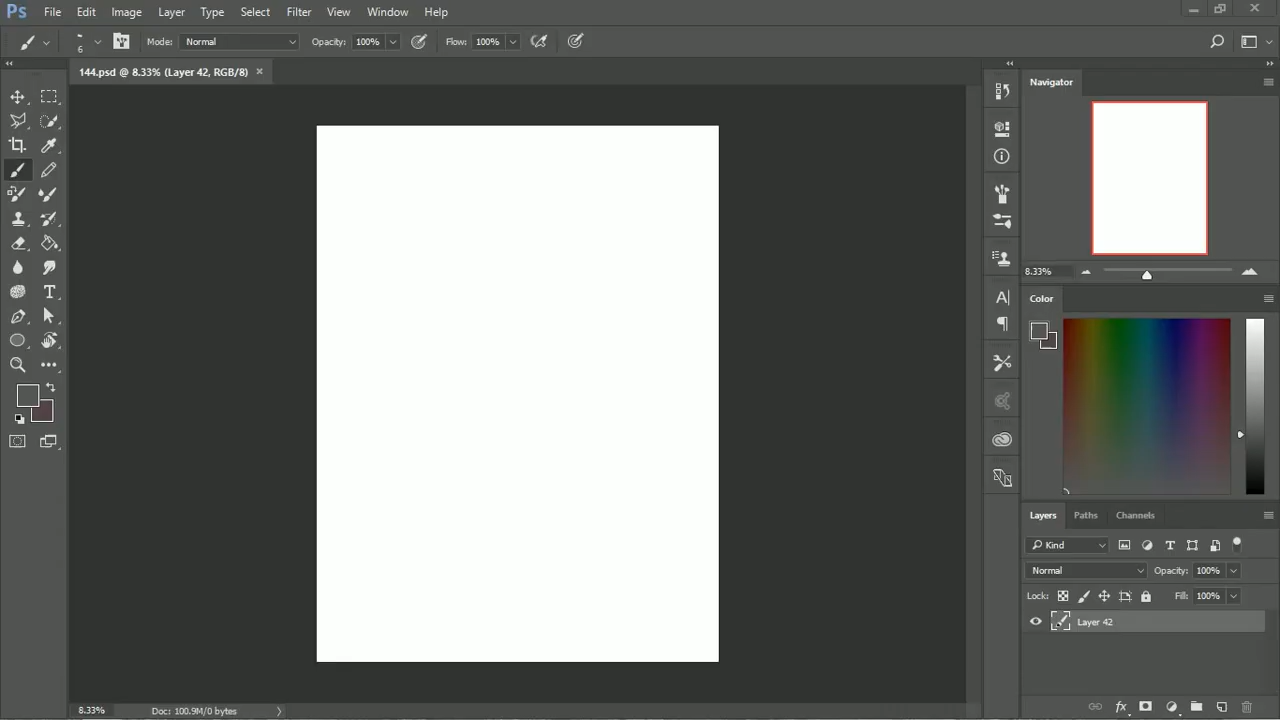 Ps File Edit Image Layer Type Select Filter View Window Help
6 Mode: Normal Opacity: 100% Flow: 100%
144.psd @ 8.33% (Layer 42, RGB/8) ×
Navigator
8.33%
Color
Layers Paths Channels
Kind
Normal Opacity: 100%
Lock: Fill: 100%
Layer 42
fx
8.33% Doc: 100.9M/0 bytes